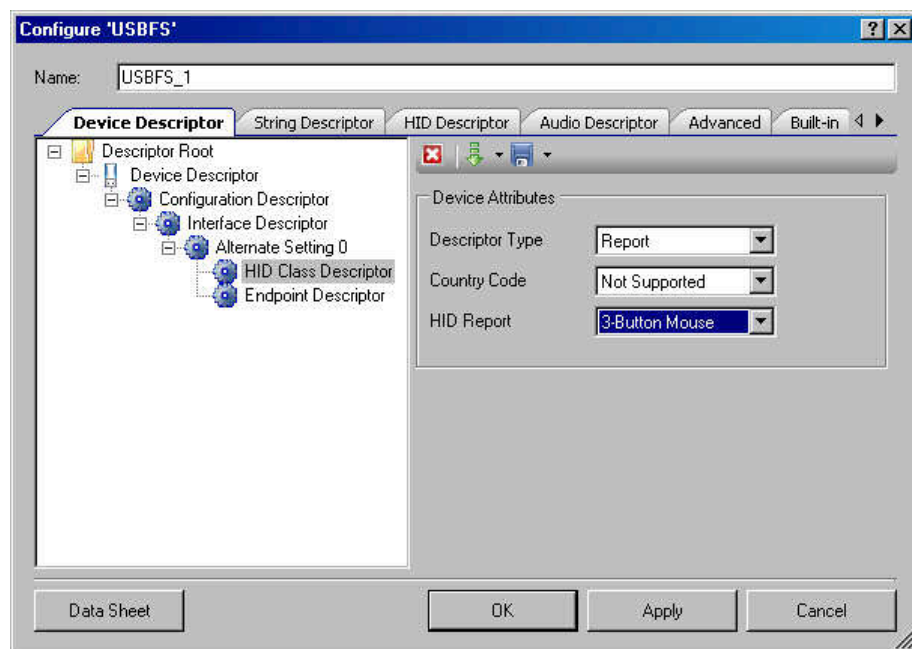 Configure 'USBFS'
Name: USBFS_1
Device Descriptor String Descriptor HID Descriptor Audio Descriptor Advanced Built-in
Descriptor Root
Device Descriptor
Configuration Descriptor
Interface Descriptor
Alternate Setting 0
HID Class Descriptor
Endpoint Descriptor
Device Attributes
Descriptor Type Report
Country Code Not Supported
HID Report 3-Button Mouse
Data Sheet OK Apply Cancel